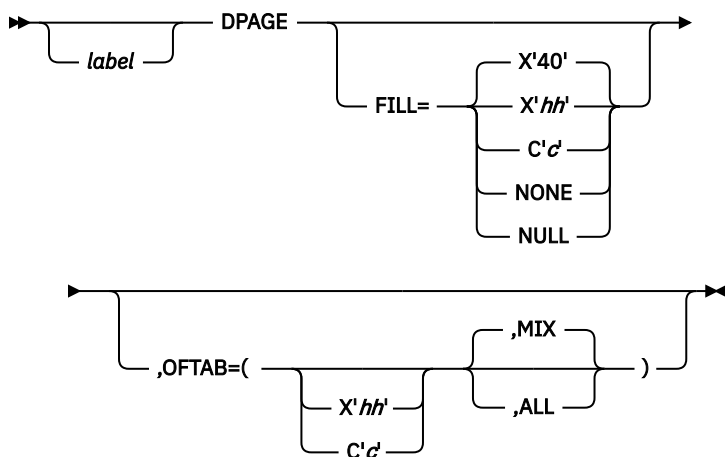 DPAGE
label
X'40'
FILL= X'hh'
C'c'
NONE
NULL
,MIX
,OFTAB=( )
X'hh' ,ALL
C'c'